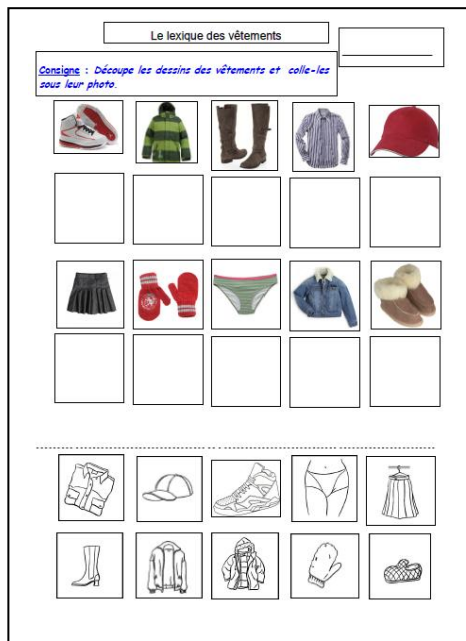 Le lexique des vêtements
Consigne : Découpe les dessins des vêtements et colle-les
sous leur photo.